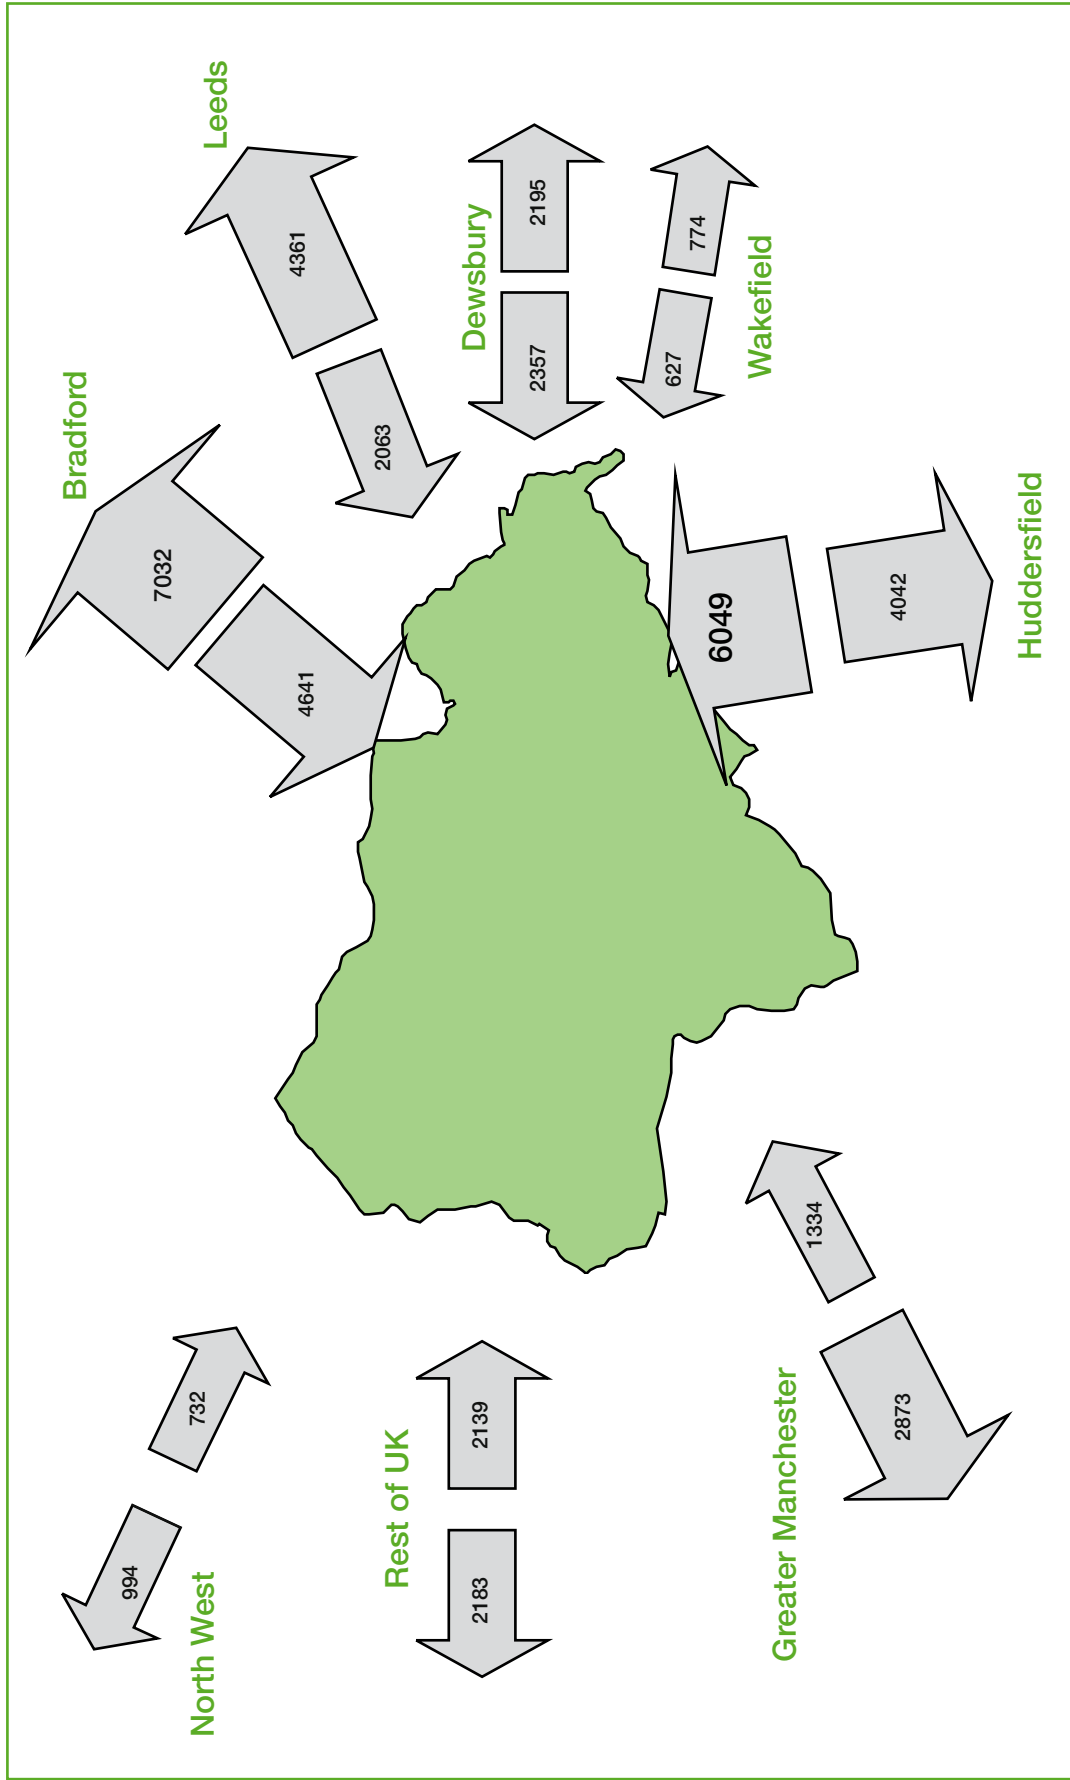 Bradford
7032
4641
Leeds
4361
2063
Dewsbury
2357
2195
Wakefield
627
774
Huddersfield
6049
4042
Greater Manchester
1334
2873
Rest of UK
2183
2139
North West
994
732